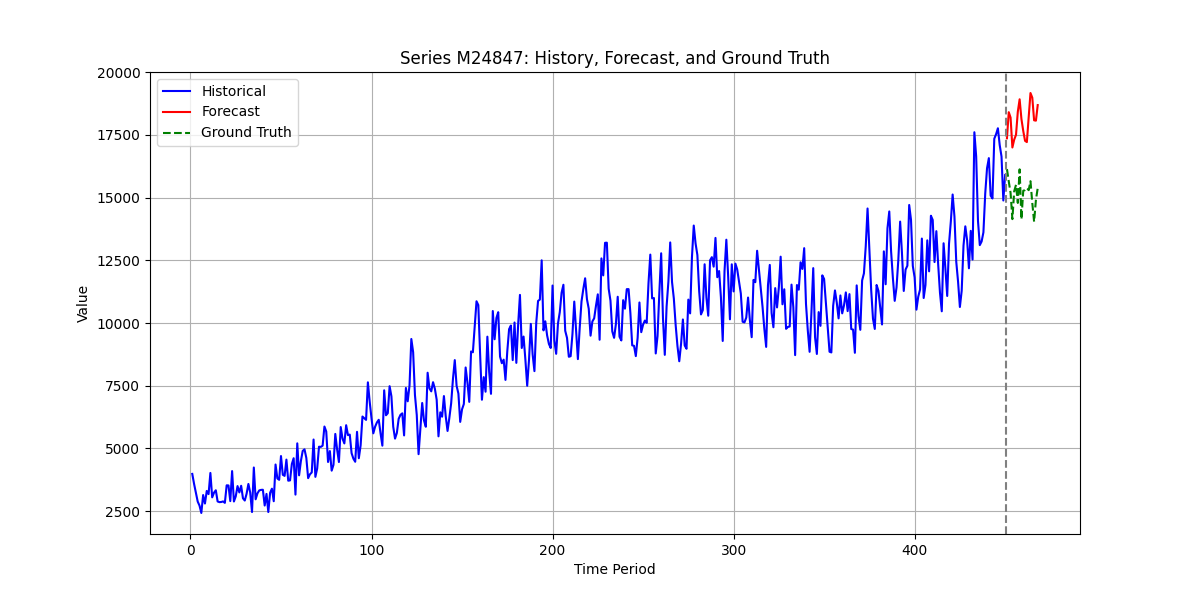 Series M24847: History, Forecast, and Ground Truth
Historical
Forecast
Ground Truth
20000
17500
15000
12500
10000
7500
5000
2500
Value
0
100
200
300
400
Time Period